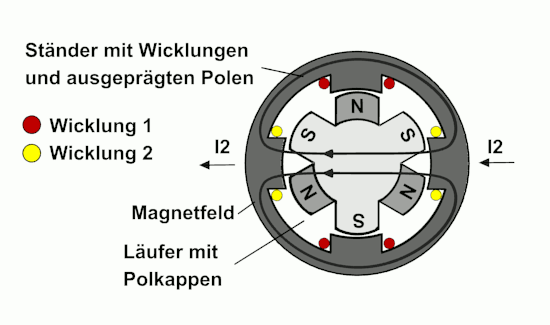 Ständer mit Wicklungen
und ausgeprägten Polen
Wicklung 1
Wicklung 2
I2
I2
N
S
S
N
N
S
Magnetfeld
Läufer mit
Polkappen